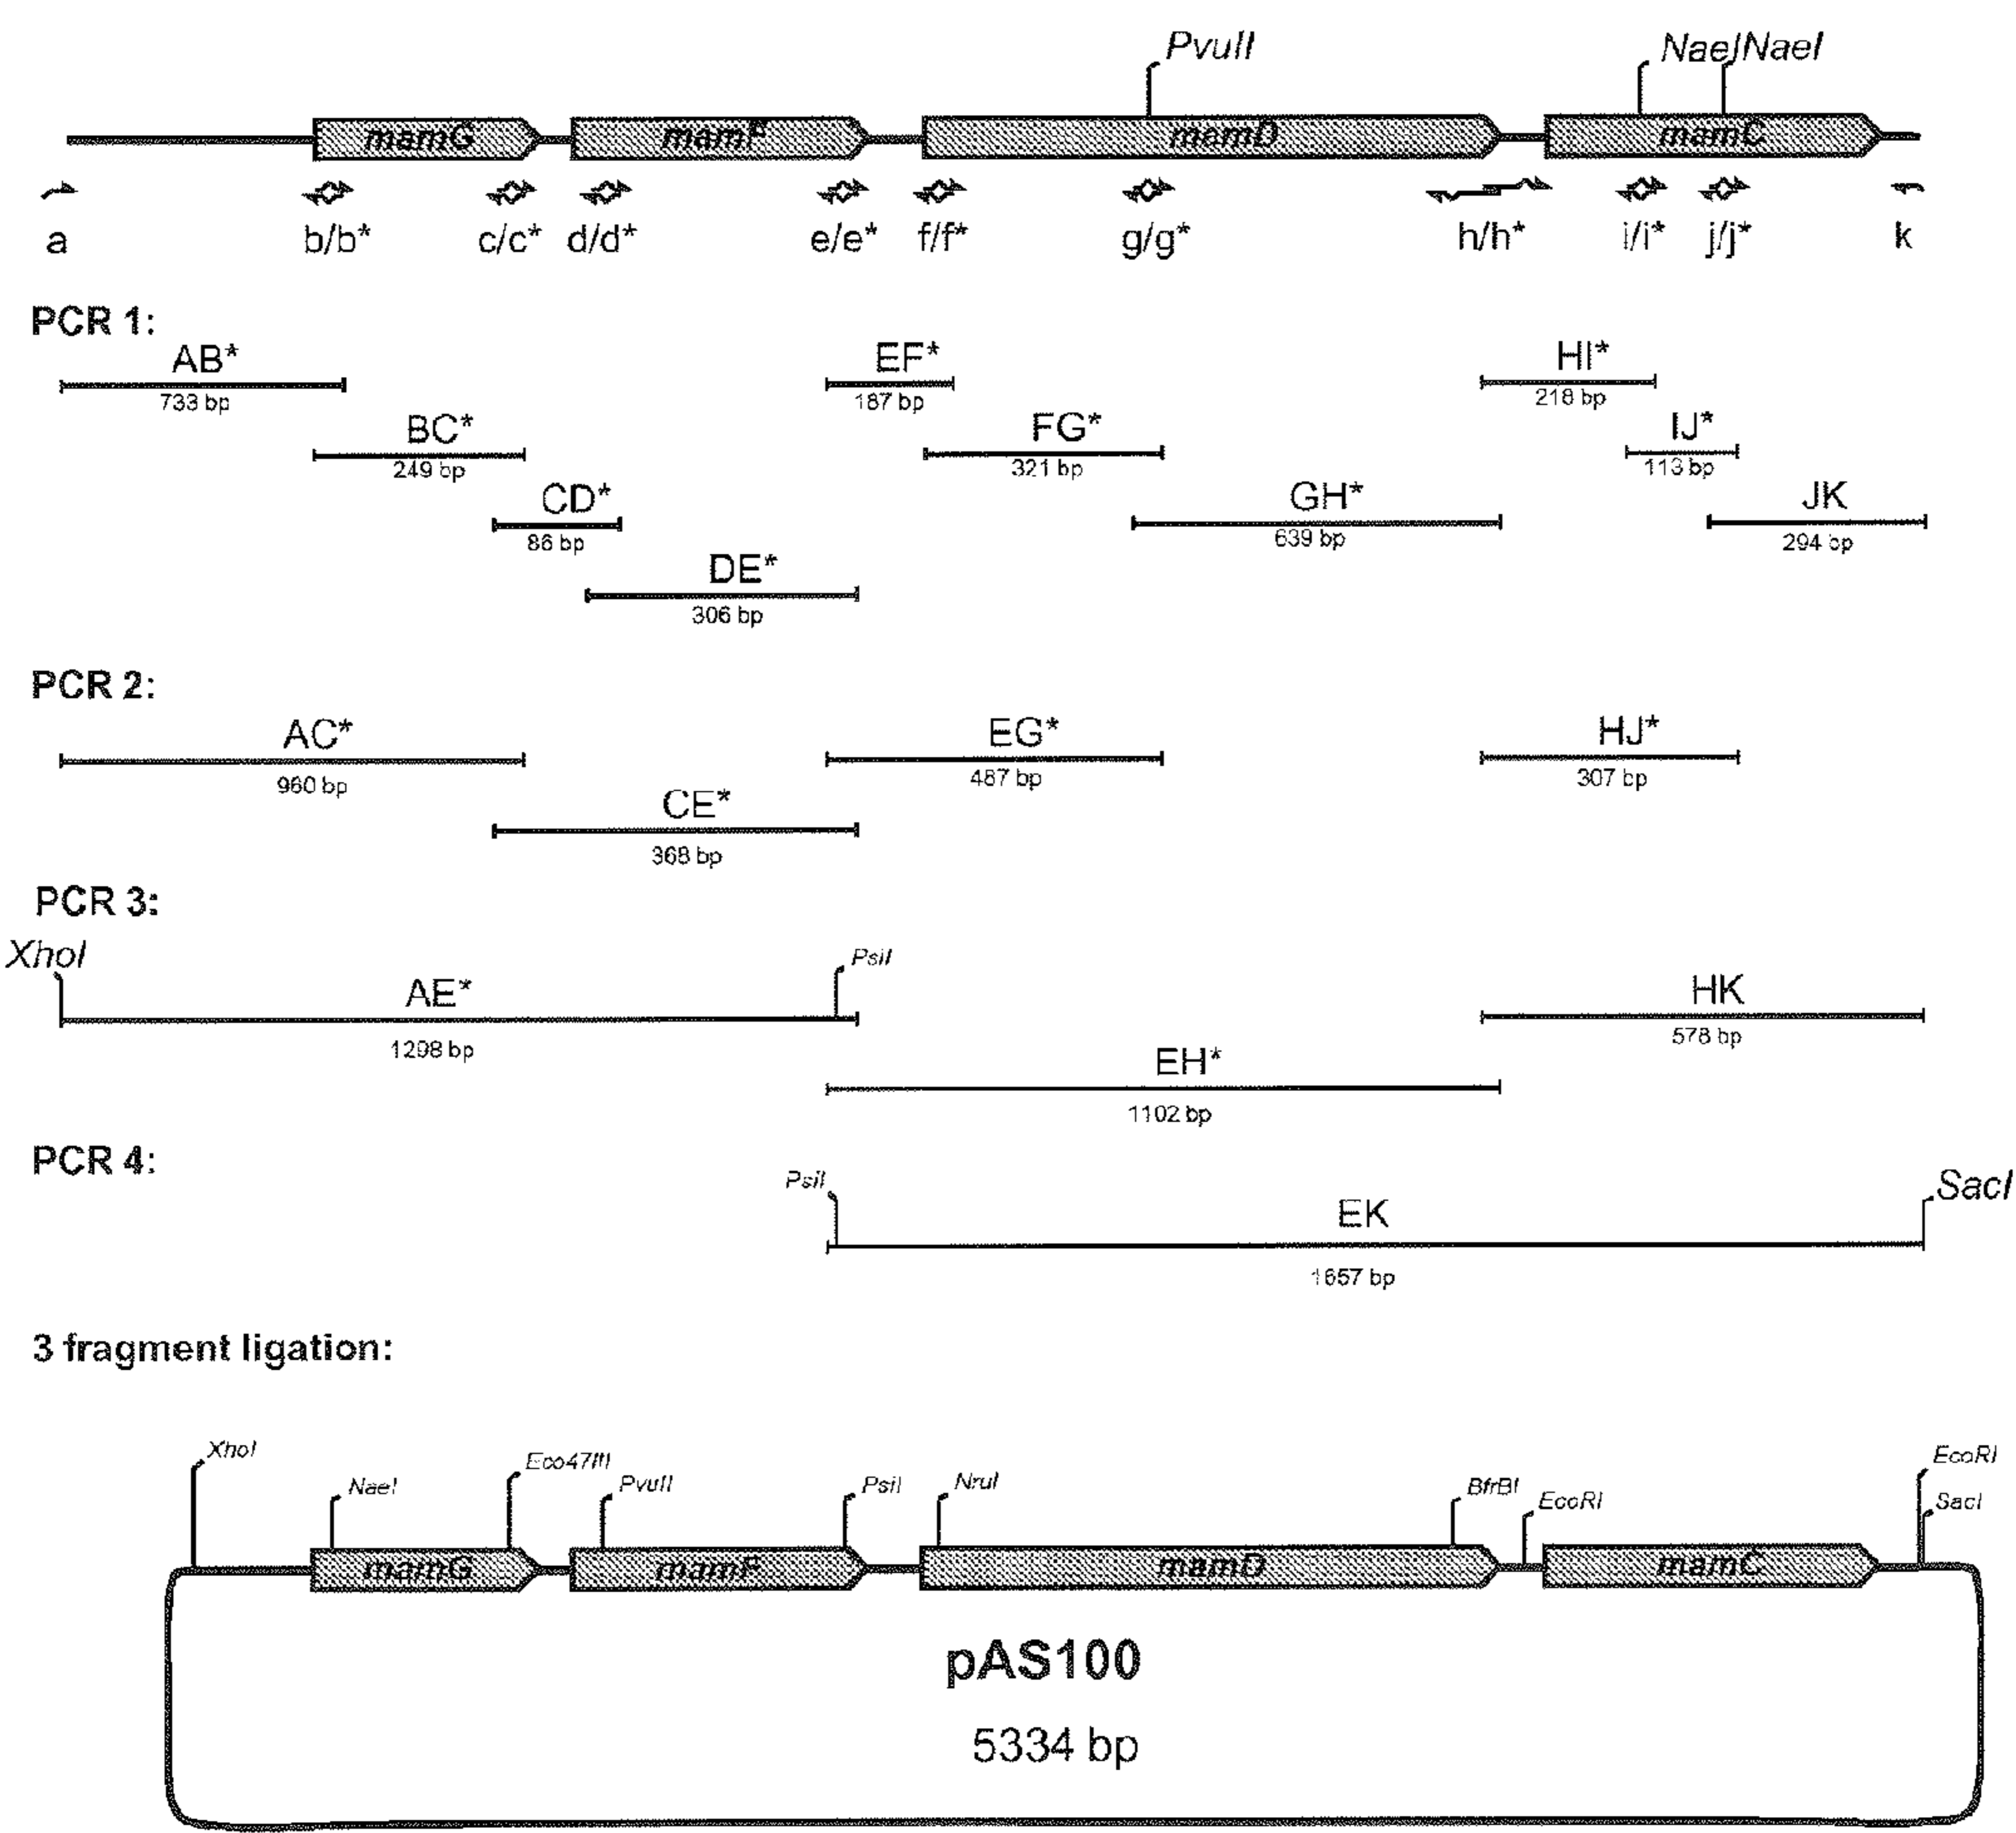 PvuII NaeI NaeI
mamG mamF mamD mamC
a b/b* c/c* d/d* e/e* f/f* g/g* h/h* i/i* j/j* k
PCR 1:
AB* EF* HI*
733 bp 187 bp 218 bp
BC* FG* IJ*
249 bp 321 bp 113 bp
CD* GH* JK
86 bp 639 bp 294 bp
DE*
306 bp
PCR 2:
AC* EG* HJ*
960 bp 487 bp 307 bp
CE*
368 bp
PCR 3:
XhoI PsiI
AE* HK
1298 bp 578 bp
EH*
1102 bp
PCR 4:
PsiI SacI
EK
1657 bp
3 fragment ligation:
XhoI NaeI Eco47III PvuII PsiI NruI BfrBI EcoRI EcoRI
SacI
mamG mamF mamD mamC
pAS100
5334 bp